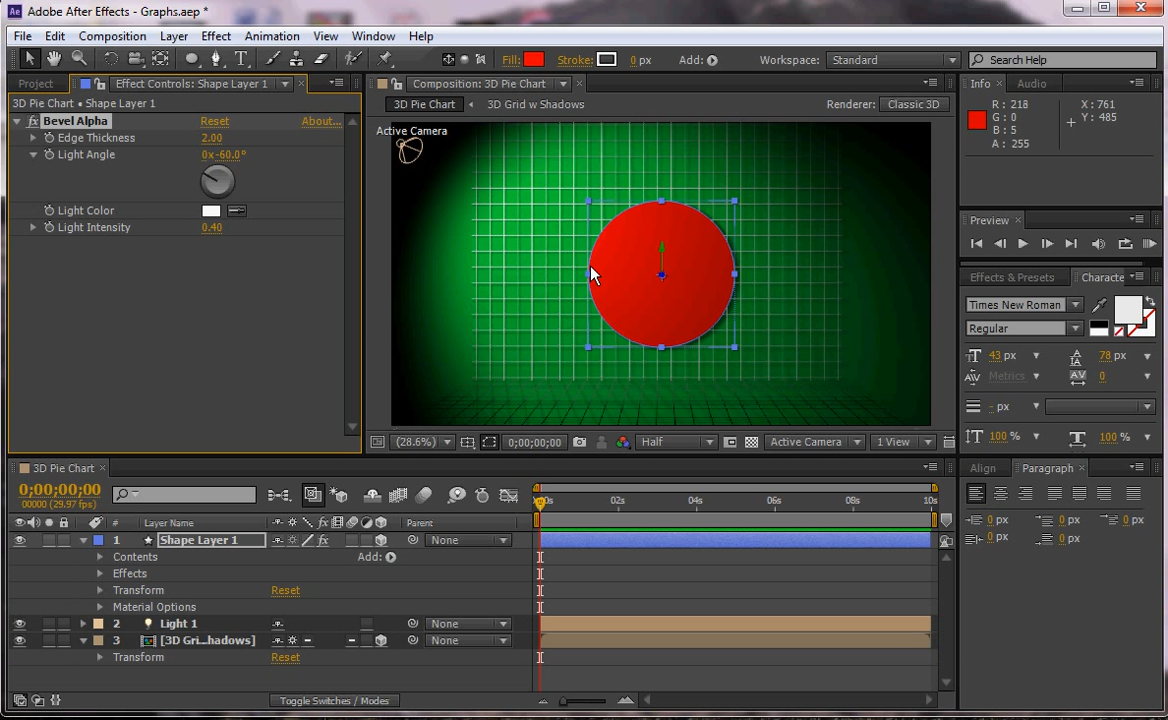 Ae Adobe After Effects - Graphs.aep *
File Edit Composition Layer Effect Animation View Window Help
T Fill: Stroke: 0 px Add: Workspace: Standard Search Help
Project Effect Controls: Shape Layer 1 Composition: 3D Pie Chart Info Audio
3D Pie Chart • Shape Layer 1 3D Pie Chart 3D Grid w Shadows Renderer: Classic 3D
R : 218 X : 761
G : 0 Y : 485
B : 5
A : 255
fx Bevel Alpha Reset About...
Edge Thickness 2.00
Light Angle 0x-60.0°
Light Color
Light Intensity 0.40
Active Camera
Preview
Effects & Presets Characte
Times New Roman
Regular
43 px 78 px
Metrics 0
- px
100 % 100 %
(28.6%) 0;00;00;00 Half Active Camera 1 View
3D Pie Chart Align Paragraph
0;00;00;00
00000 (29.97 fps)
02s 04s 06s 08s 10s
# Layer Name fx Parent
1 Shape Layer 1 fx None
Contents Add:
Effects
Transform Reset
Material Options
2 Light 1 None
3 [3D Gri...hadows] None
Transform Reset
0 px 0 px 0 px
0 px 0 px
Toggle Switches / Modes